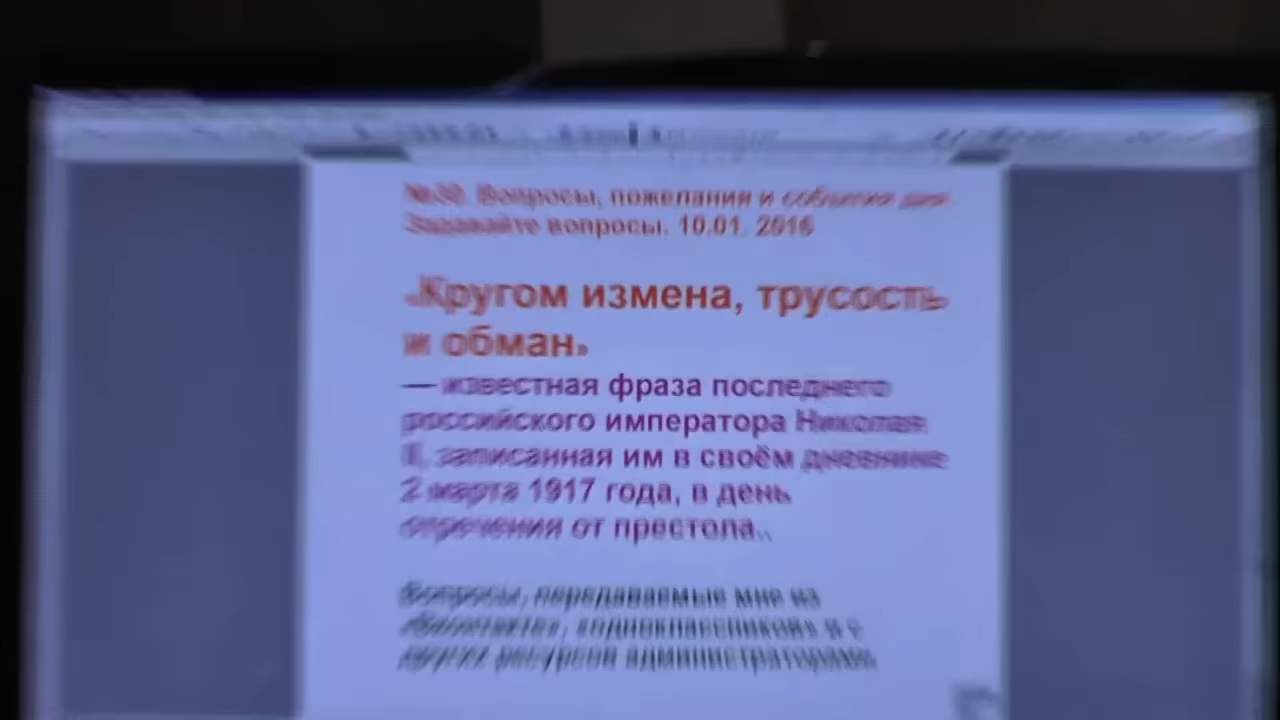 Вопросы, пожелания и события дня.
Задавайте вопросы. 10.01. 2016
«Кругом измена, трусость
и обман»
— известная фраза последнего
российского императора Николая
II, записанная им в своём дневнике
2 марта 1917 года, в день
отречения от престола..
Вопросы, передаваемые мне из
«Вконтакте», «одноклассников» и с
других ресурсов администраторами.